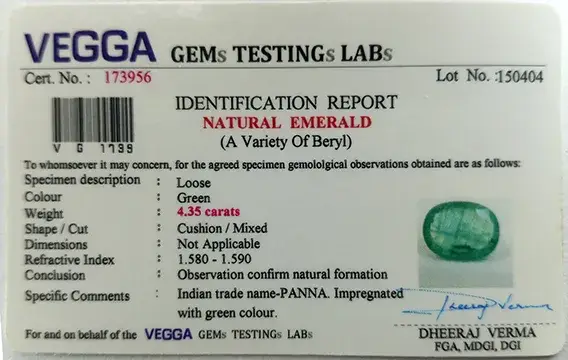 VEGGA GEMs TESTINGs LABs
Cert. No. : 173956 Lot No. :150404
IDENTIFICATION REPORT
NATURAL EMERALD
(A Variety Of Beryl)
V G 1739
To whomsoever it may concern, for the agreed specimen gemololgical observations obtained are as follows:
Specimen description : Loose
Colour : Green
Weight : 4.35 carats
Shape / Cut : Cushion / Mixed
Dimensions : Not Applicable
Refractive Index : 1.580 - 1.590
Conclusion : Observation confirm natural formation
Specific Comments : Indian trade name-PANNA. Impregnated
with green colour.
Dheeraj Verma
For and on behalf of the VEGGA GEMs TESTINGs LABs
DHEERAJ VERMA
FGA, MDGI, DGI